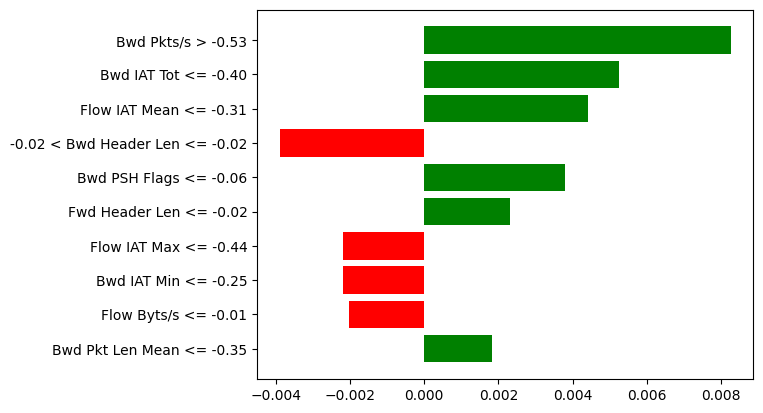 Bwd Pkts/s > -0.53
Bwd IAT Tot <= -0.40
Flow IAT Mean <= -0.31
-0.02 < Bwd Header Len <= -0.02
Bwd PSH Flags <= -0.06
Fwd Header Len <= -0.02
Flow IAT Max <= -0.44
Bwd IAT Min <= -0.25
Flow Byts/s <= -0.01
Bwd Pkt Len Mean <= -0.35
−0.004 −0.002 0.000 0.002 0.004 0.006 0.008